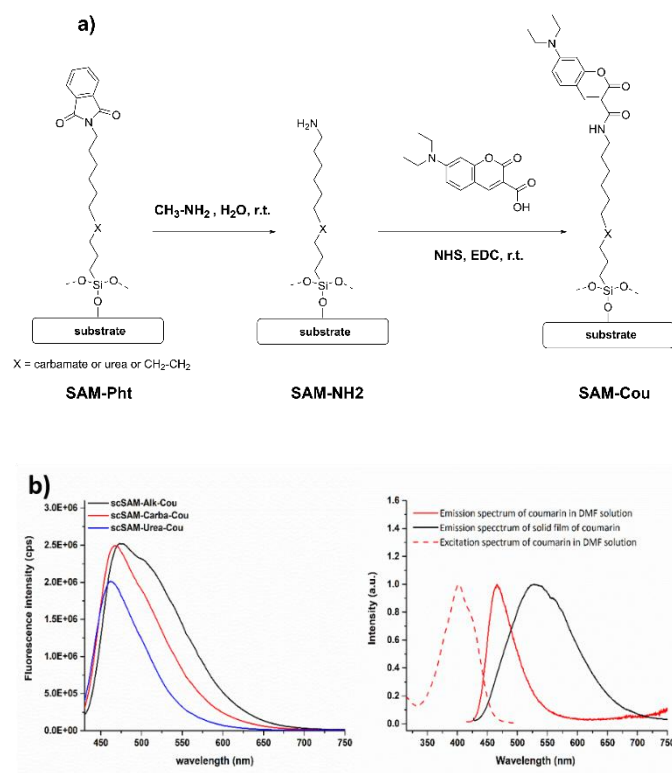 a)
N
O
O
N
X
O
Si
O
O
substrate
X = carbamate or urea or CH₂-CH₂
SAM-Pht
CH₃-NH₂ , H₂O, r.t.
H₂N
X
O
Si
O
O
substrate
SAM-NH2
N
O
O
O
OH
NHS, EDC, r.t.
O
O
O
HN
X
O
Si
O
O
substrate
SAM-Cou
b)
scSAM-Alk-Cou
scSAM-Carba-Cou
scSAM-Urea-Cou
Fluorescence intensity (cps)
3.0E+06
2.5E+06
2.0E+06
1.5E+06
1.0E+06
5.0E+05
0.0E+00
450 500 550 600 650 700 750
wavelength (nm)
Emission spectrum of coumarin in DMF solution
Emission specctrum of solid film of coumarin
Excitation spectrum of coumarin in DMF solution
Intensity (a.u.)
1.6
1.4
1.2
1.0
0.8
0.6
0.4
0.2
0.0
350 400 450 500 550 600 650 700 750
Wavelength (nm)